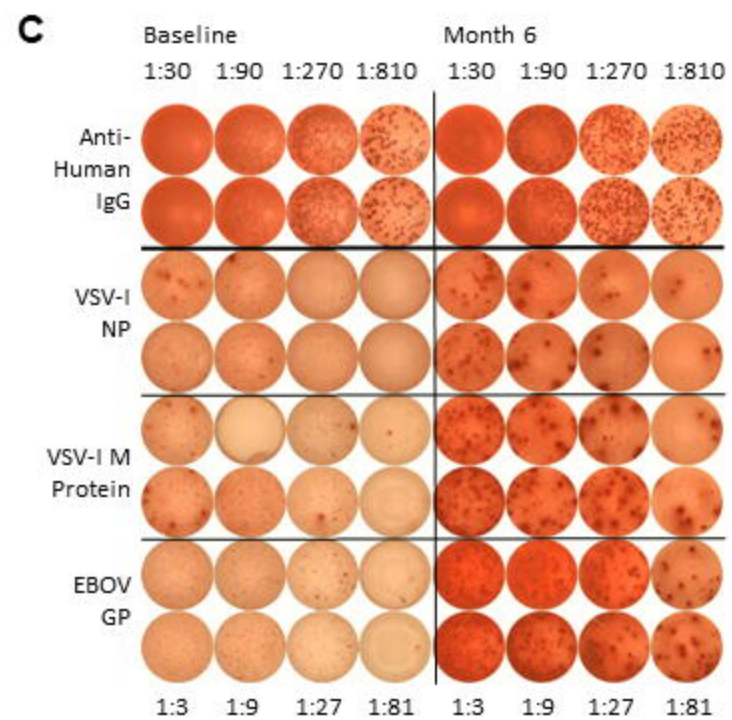 C
Baseline Month 6
1:30 1:90 1:270 1:810 1:30 1:90 1:270 1:810
Anti-
Human
IgG
VSV-I
NP
VSV-I M
Protein
EBOV
GP
1:3 1:9 1:27 1:81 1:3 1:9 1:27 1:81